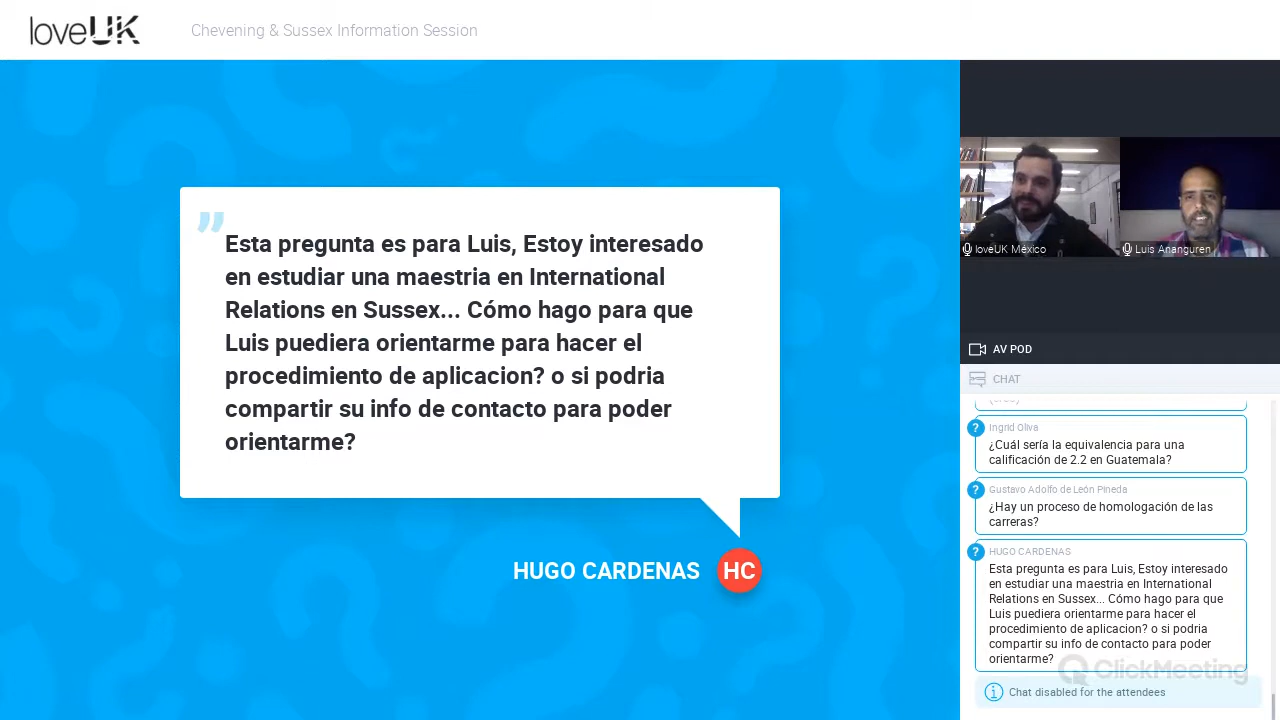 loveUK
Chevening & Sussex Information Session
Esta pregunta es para Luis, Estoy interesado
en estudiar una maestria en International
Relations en Sussex... Cómo hago para que
Luis puediera orientarme para hacer el
procedimiento de aplicacion? o si podria
compartir su info de contacto para poder
orientarme?
HUGO CARDENAS
HC
loveUK México
Luis Ananguren
AV POD
CHAT
Ingrid Oliva
¿Cuál sería la equivalencia para una
calificación de 2.2 en Guatemala?
Gustavo Adolfo de León Pineda
¿Hay un proceso de homologación de las
carreras?
HUGO CARDENAS
Esta pregunta es para Luis, Estoy interesado
en estudiar una maestria en International
Relations en Sussex... Cómo hago para que
Luis puediera orientarme para hacer el
procedimiento de aplicacion? o si podria
compartir su info de contacto para poder
orientarme?
ClickMeeting
Chat disabled for the attendees